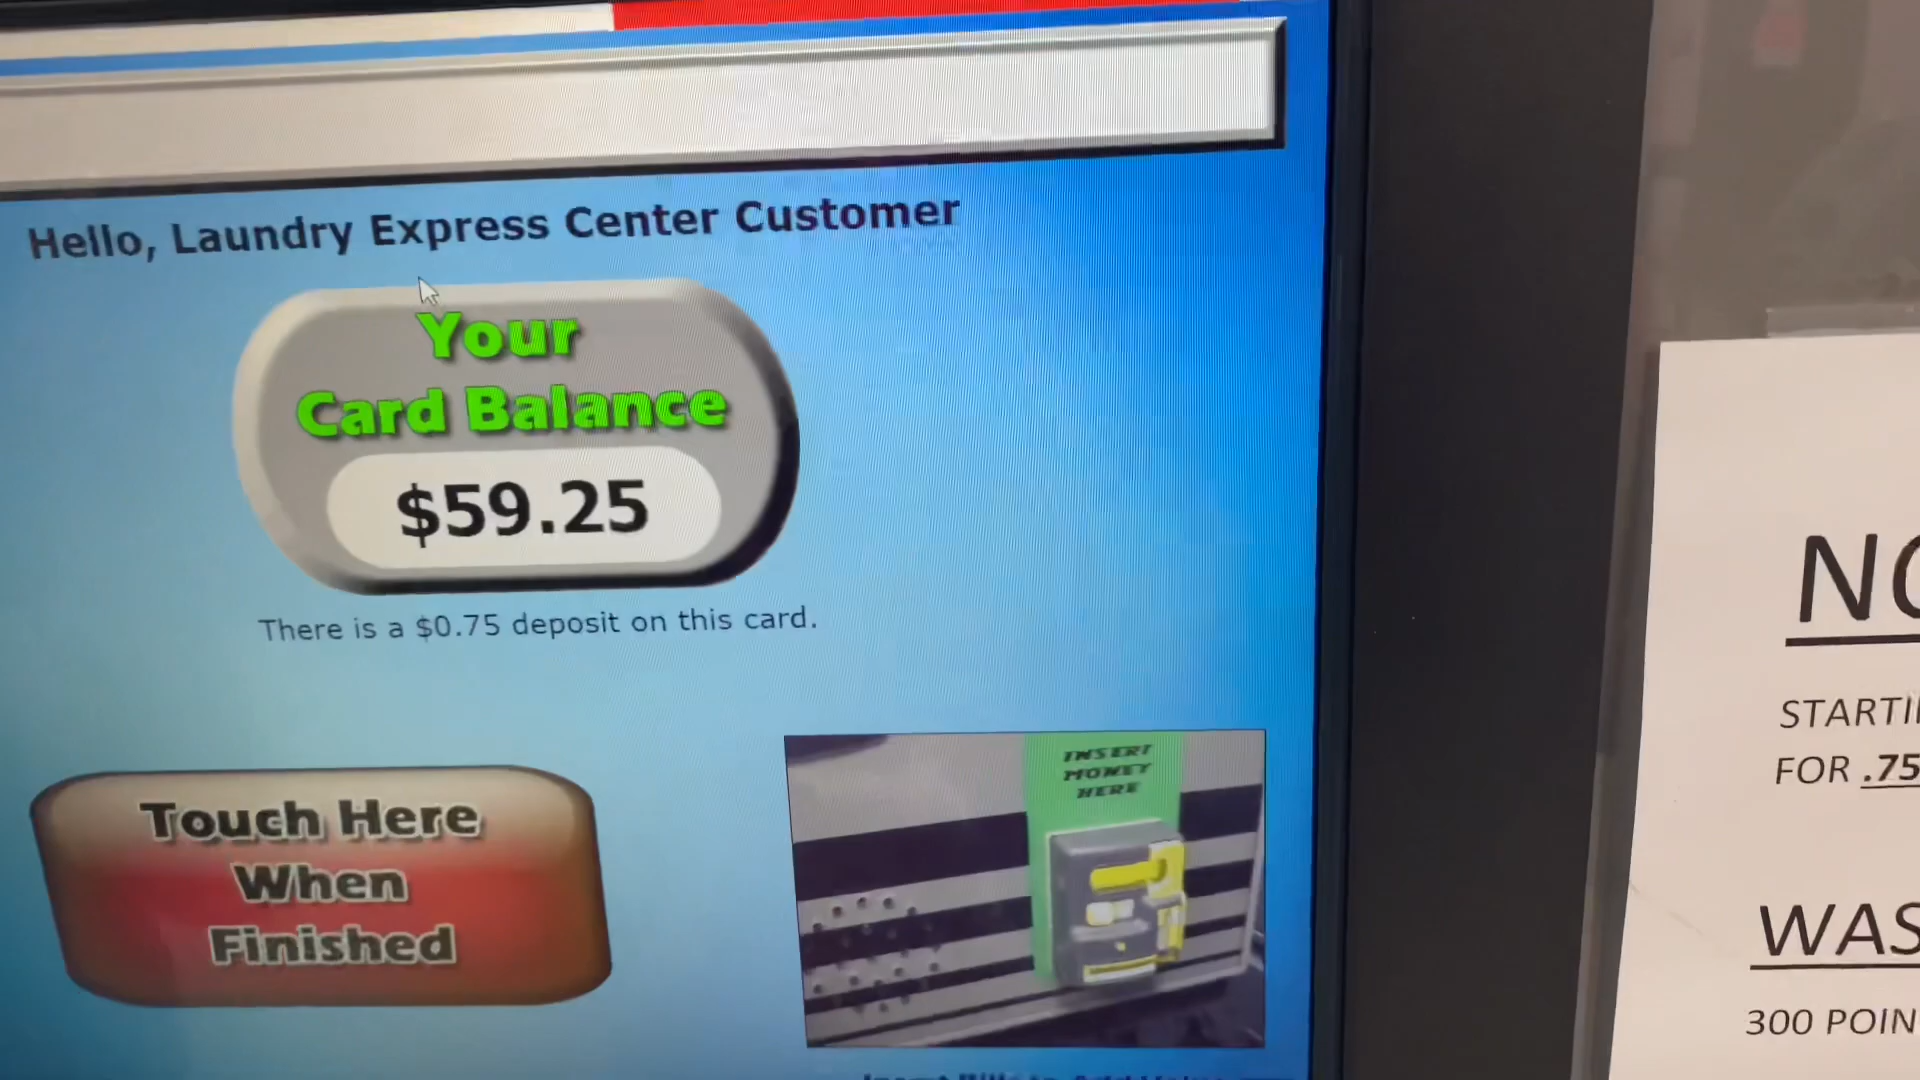 Hello, Laundry Express Center Customer
Your
Card Balance
$59.25
There is a $0.75 deposit on this card.
Touch Here
When
Finished
INSERT
MONEY
HERE
NO
STARTI
FOR .75
WAS
300 POIN